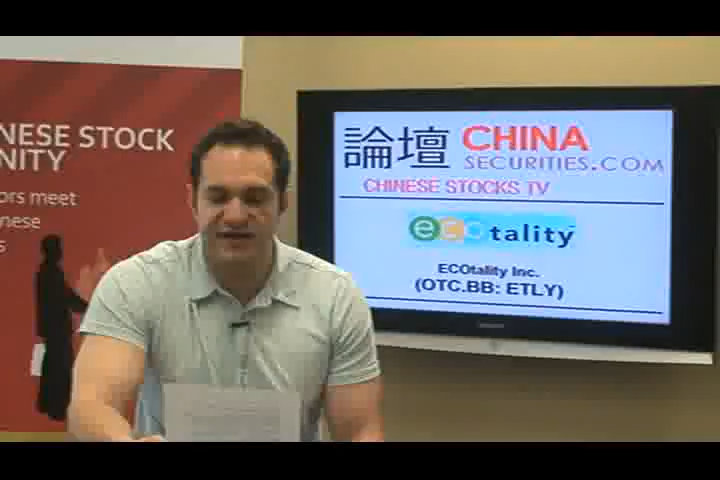 NESE STOCK
NITY
ors meet
nese
s
論壇 CHINA
SECURITIES.COM
CHINESE STOCKS TV
ecotality
ECOtality Inc.
(OTC.BB: ETLY)